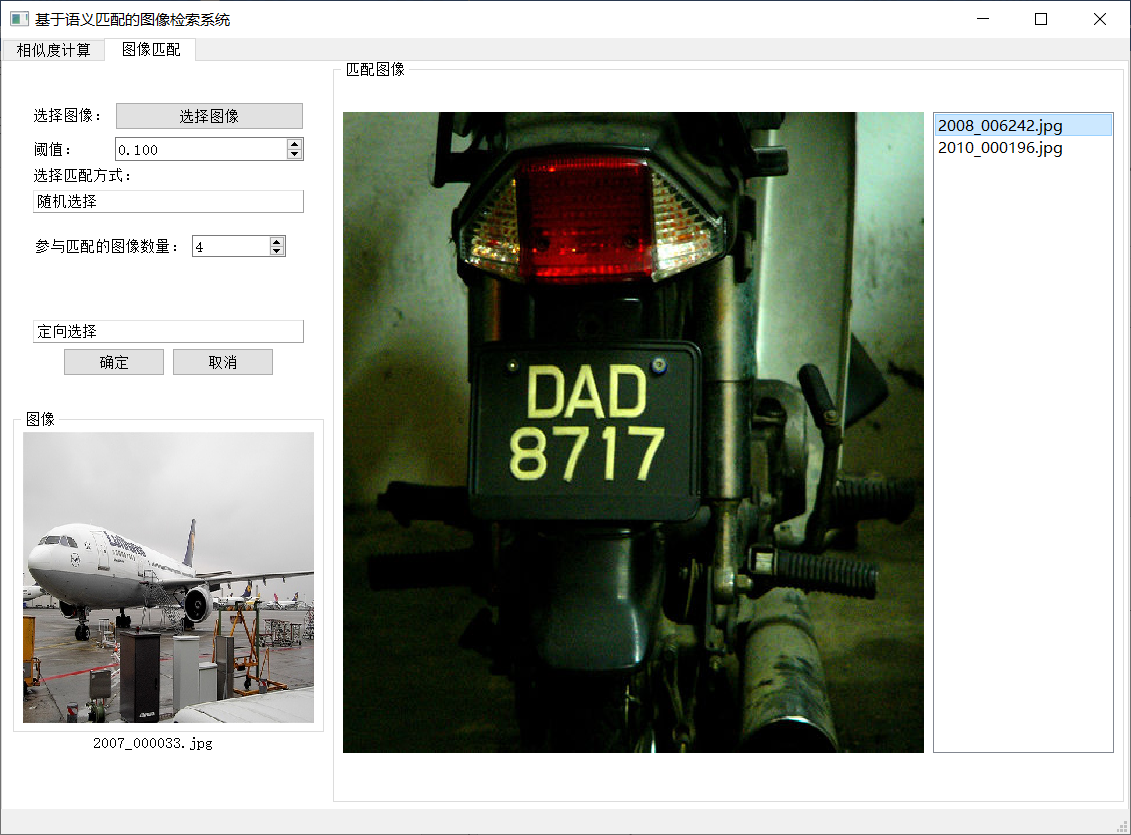 基于语义匹配的图像检索系统
相似度计算
图像匹配
选择图像：
选择图像
阈值：
0.100
选择匹配方式：
随机选择
参与匹配的图像数量：
4
定向选择
确定
取消
图像
Lufthansa
2007_000033.jpg
匹配图像
DAD
8717
2008_006242.jpg
2010_000196.jpg